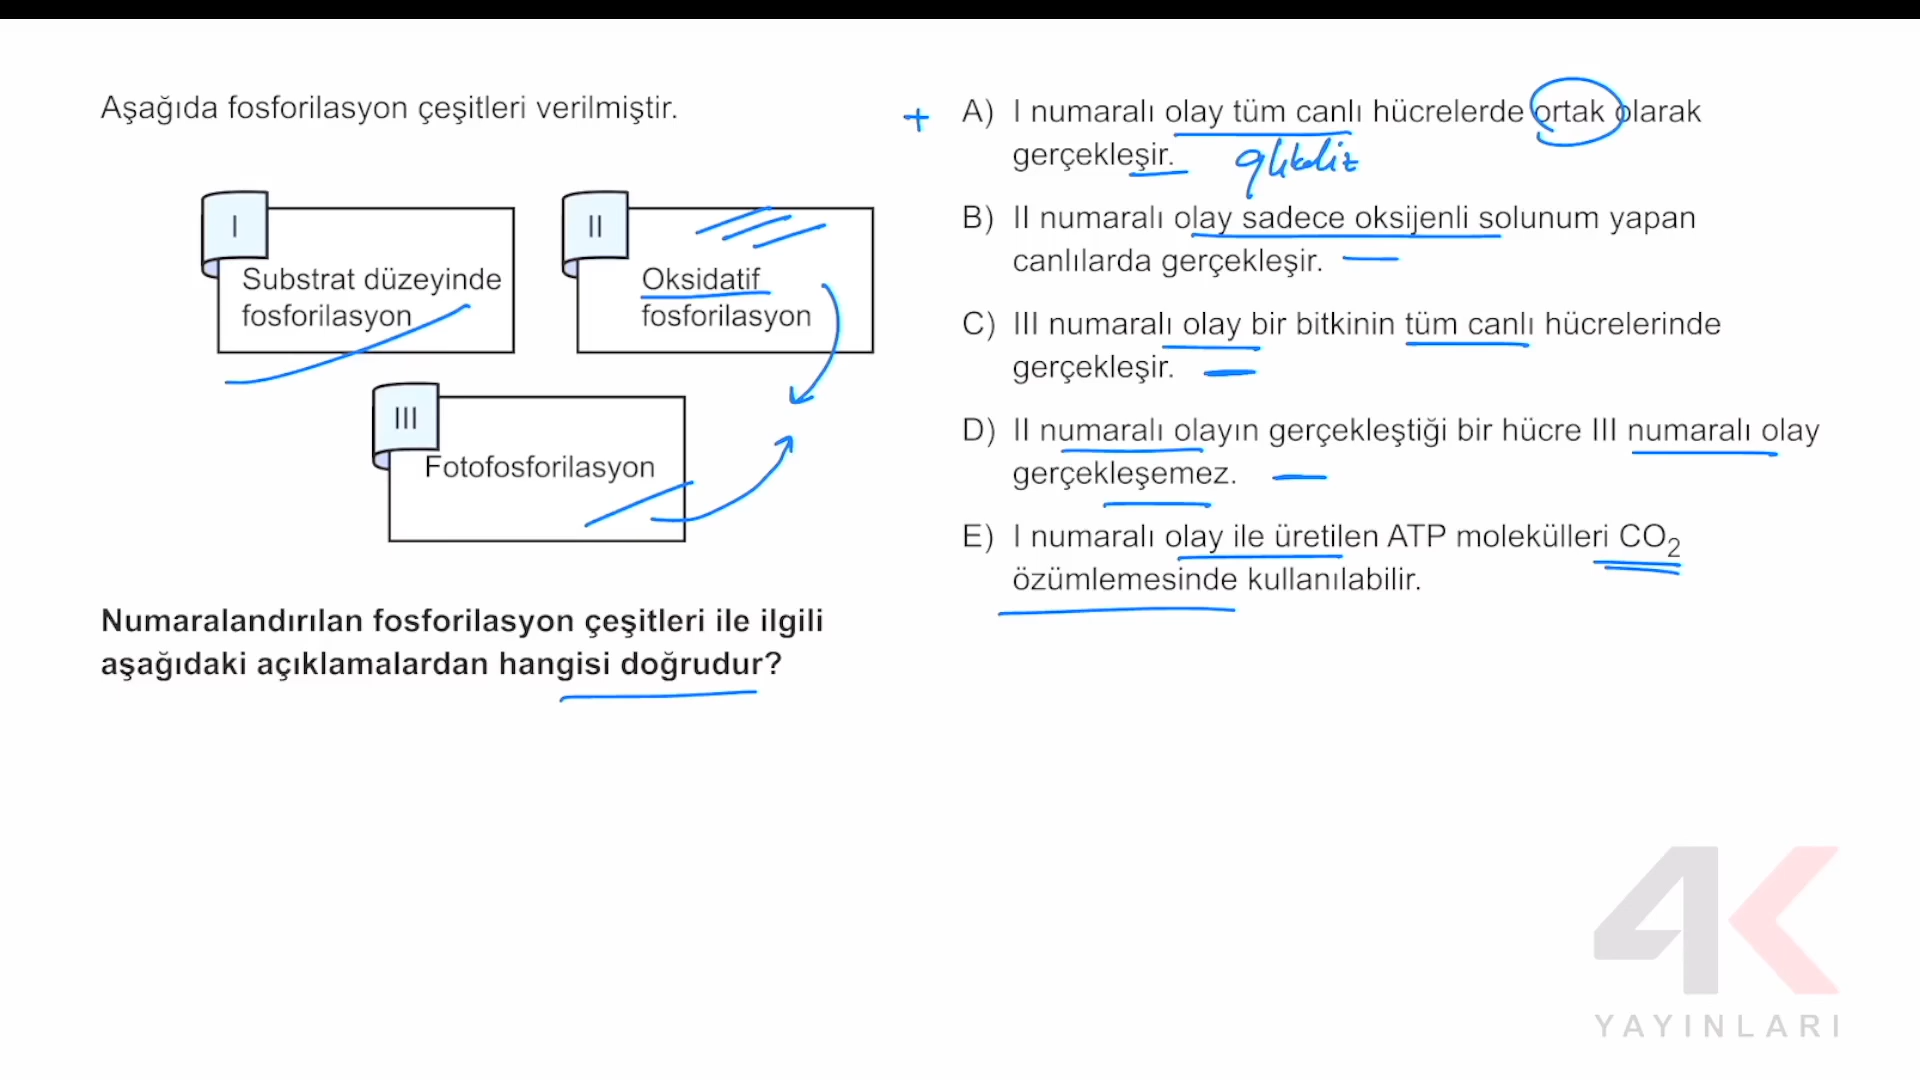 Aşağıda fosforilasyon çeşitleri verilmiştir.
I
Substrat düzeyinde
fosforilasyon
II
Oksidatif
fosforilasyon
III
Fotofosforilasyon
Numaralandırılan fosforilasyon çeşitleri ile ilgili
aşağıdaki açıklamalardan hangisi doğrudur?
+ A) I numaralı olay tüm canlı hücrelerde ortak olarak
gerçekleşir. glikoliz
B) II numaralı olay sadece oksijenli solunum yapan
canlılarda gerçekleşir.
C) III numaralı olay bir bitkinin tüm canlı hücrelerinde
gerçekleşir.
D) II numaralı olayın gerçekleştiği bir hücre III numaralı olay
gerçekleşemez.
E) I numaralı olay ile üretilen ATP molekülleri CO₂
özümlemesinde kullanılabilir.
4K
YAYINLARI